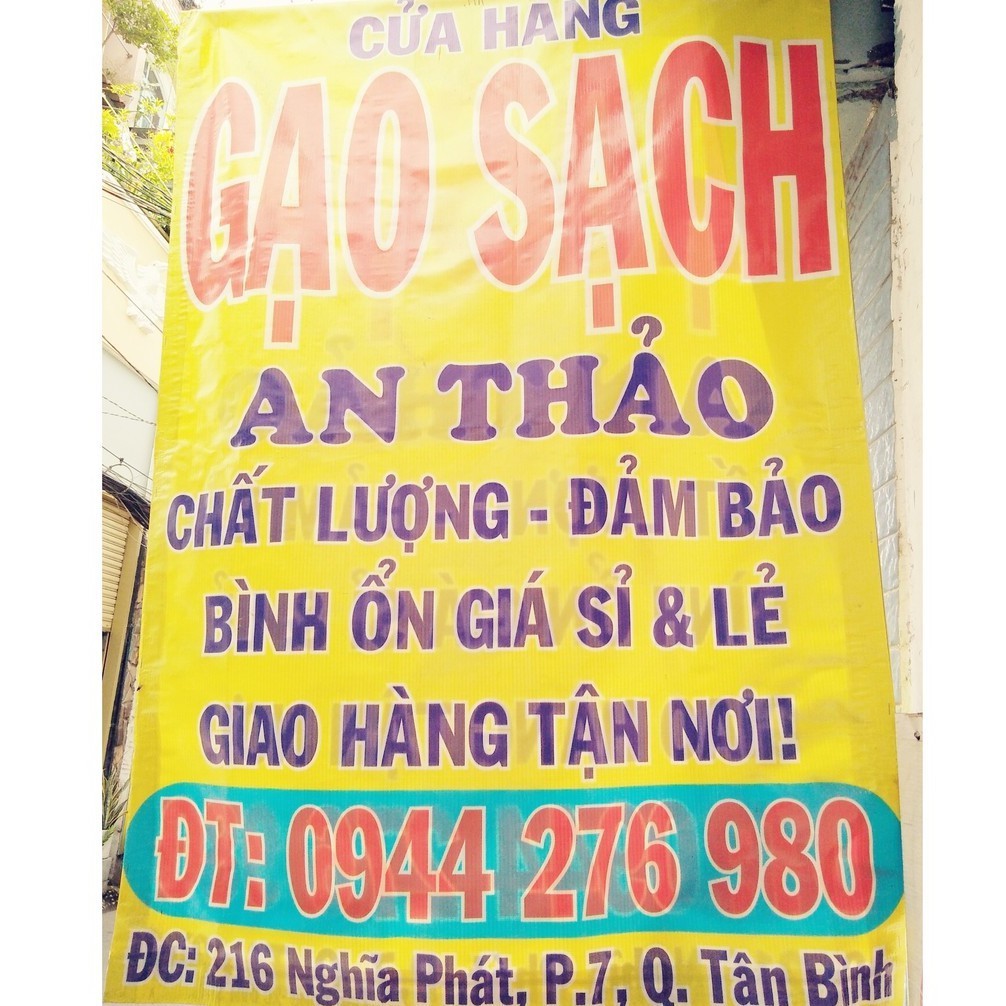 CỬA HÀNG
GẠO SẠCH
AN THẢO
CHẤT LƯỢNG - ĐẢM BẢO
BÌNH ỔN GIÁ SỈ & LẺ
GIAO HÀNG TẬN NƠI!
ĐT: 0944 276 980
ĐC: 216 Nghĩa Phát, P.7, Q. Tân Bình